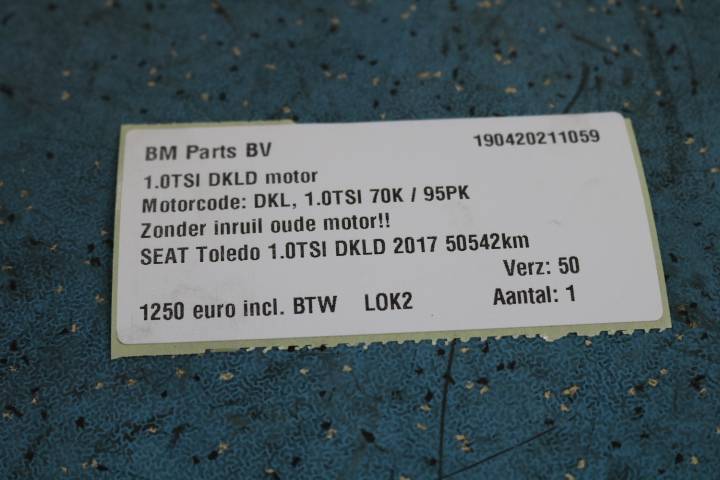 BM Parts BV 190420211059
1.0TSI DKLD motor
Motorcode: DKL, 1.0TSI 70K / 95PK
Zonder inruil oude motor!!
SEAT Toledo 1.0TSI DKLD 2017 50542km
Verz: 50
1250 euro incl. BTW LOK2 Aantal: 1